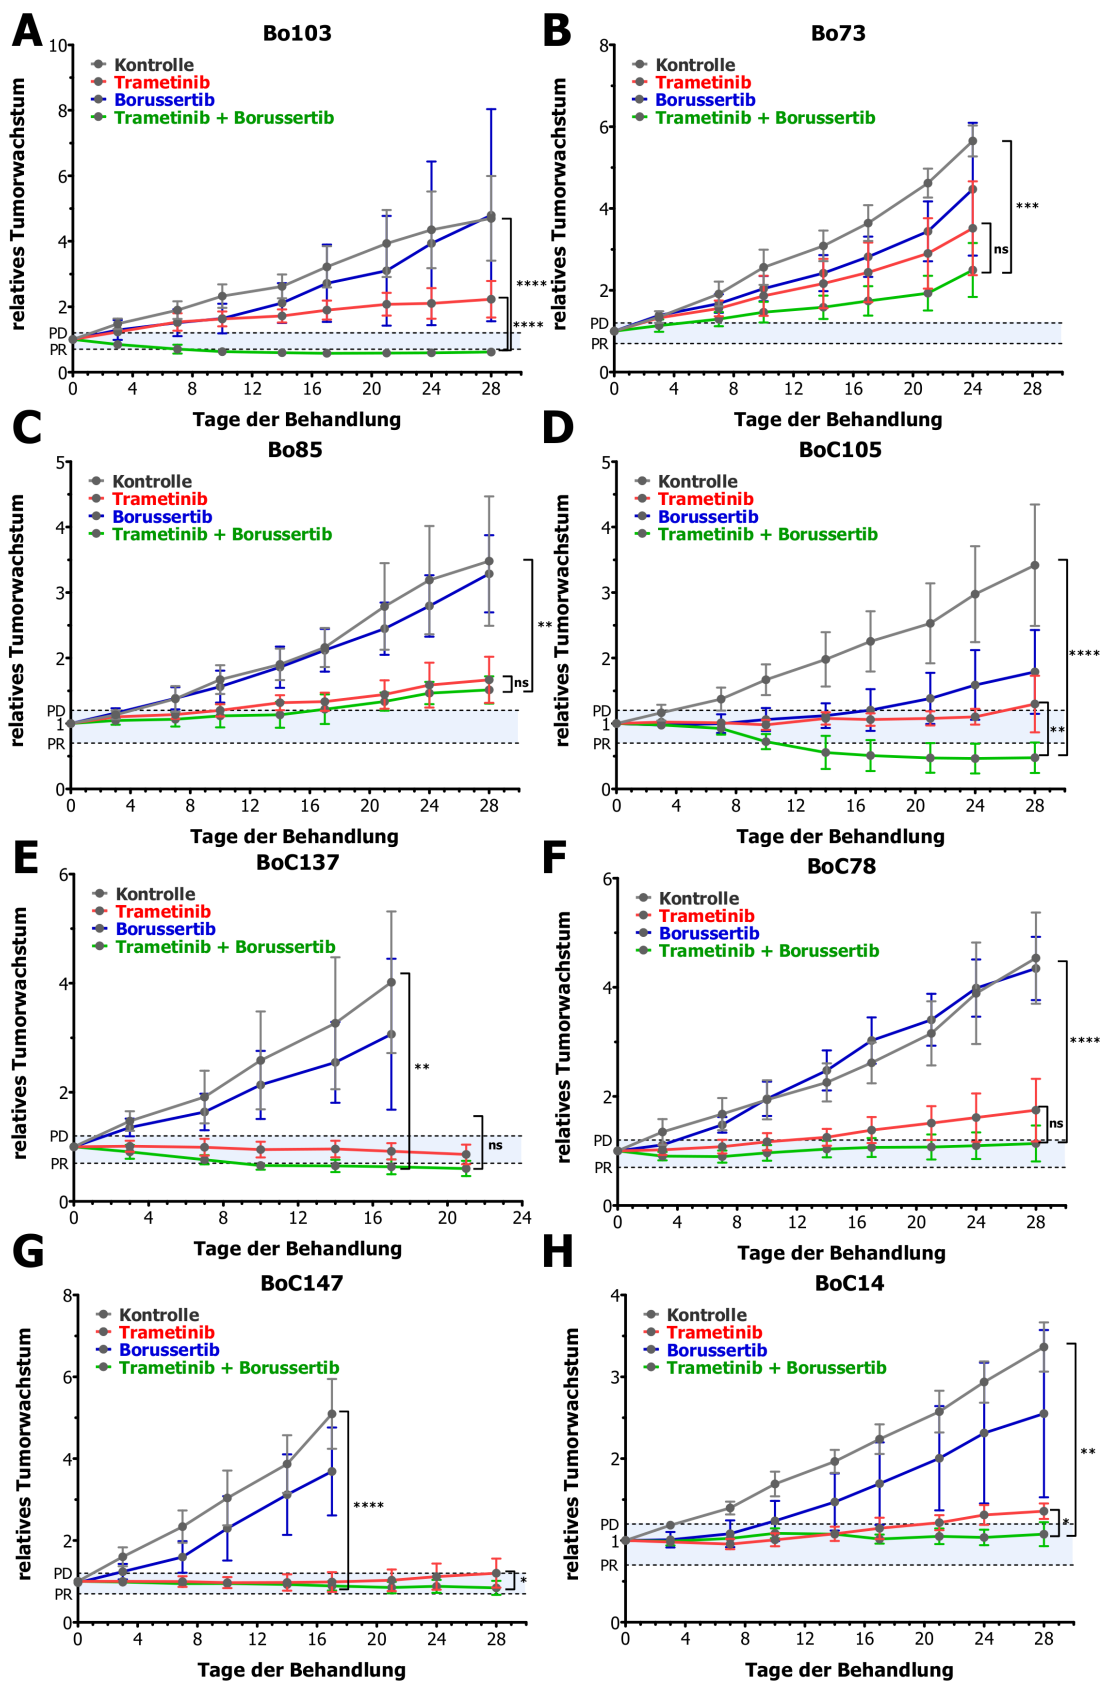 A
Bo103
relatives Tumorwachstum
10
8
6
4
2
0
PD
PR
Kontrolle
Trametinib
Borussertib
Trametinib + Borussertib
****
****
0 4 8 12 16 20 24 28
Tage der Behandlung
B
Bo73
relatives Tumorwachstum
8
6
4
2
0
PD
PR
Kontrolle
Trametinib
Borussertib
Trametinib + Borussertib
***
ns
0 4 8 12 16 20 24 28
Tage der Behandlung
C
Bo85
relatives Tumorwachstum
5
4
3
2
1
0
PD
PR
Kontrolle
Trametinib
Borussertib
Trametinib + Borussertib
**
ns
0 4 8 12 16 20 24 28
Tage der Behandlung
D
BoC105
relatives Tumorwachstum
5
4
3
2
1
0
PD
PR
Kontrolle
Trametinib
Borussertib
Trametinib + Borussertib
****
**
0 4 8 12 16 20 24 28
Tage der Behandlung
E
BoC137
relatives Tumorwachstum
6
4
2
0
PD
PR
Kontrolle
Trametinib
Borussertib
Trametinib + Borussertib
**
ns
0 4 8 12 16 20 24
Tage der Behandlung
F
BoC78
relatives Tumorwachstum
6
4
2
0
PD
PR
Kontrolle
Trametinib
Borussertib
Trametinib + Borussertib
****
ns
0 4 8 12 16 20 24 28
Tage der Behandlung
G
BoC147
relatives Tumorwachstum
8
6
4
2
0
PD
PR
Kontrolle
Trametinib
Borussertib
Trametinib + Borussertib
****
*
0 4 8 12 16 20 24 28
Tage der Behandlung
H
BoC14
relatives Tumorwachstum
4
3
2
1
0
PD
PR
Kontrolle
Trametinib
Borussertib
Trametinib + Borussertib
**
*
0 4 8 12 16 20 24 28
Tage der Behandlung